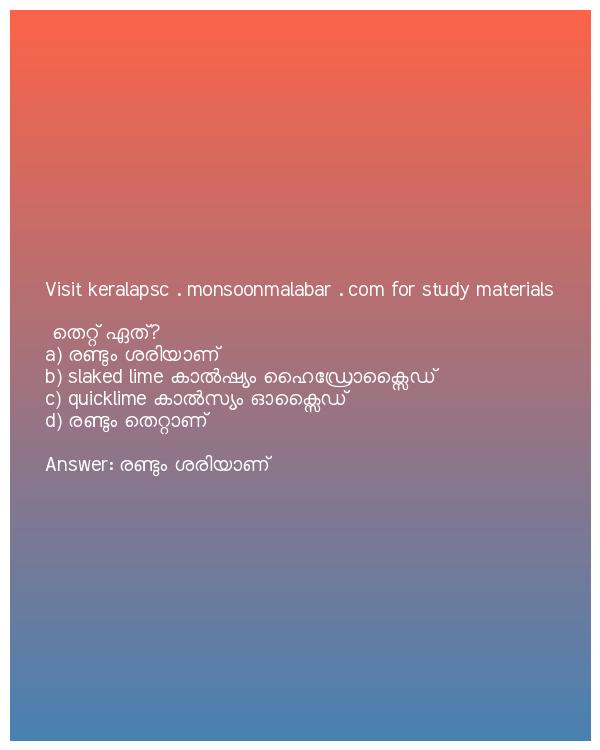 Visit keralapsc . monsoonmalabar . com for study materials
തെറ്റ് ഏത്?
a) രണ്ടും ശരിയാണ്
b) slaked lime കാൽഷ്യം ഹൈഡ്രോക്സൈഡ്
c) quicklime കാൽസ്യം ഓക്സൈഡ്
d) രണ്ടും തെറ്റാണ്
Answer: രണ്ടും ശരിയാണ്